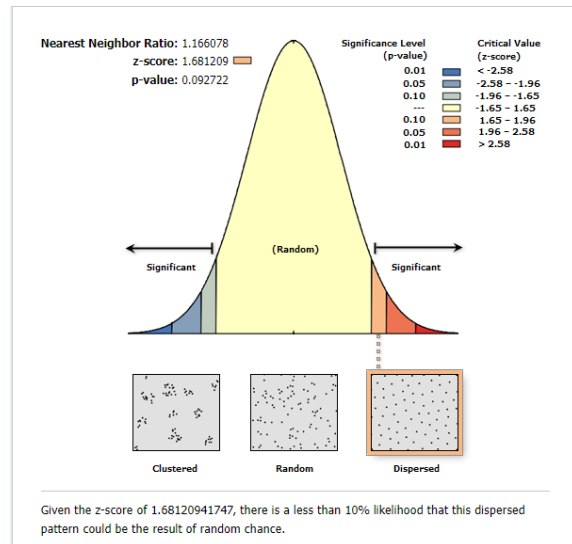 Nearest Neighbor Ratio: 1.166078
z-score: 1.681209
p-value: 0.092722
Significance Level (p-value)
Critical Value (z-score)
0.01 < -2.58
0.05 -2.58 – -1.96
0.10 -1.96 – -1.65
--- -1.65 – 1.65
0.10 1.65 – 1.96
0.05 1.96 – 2.58
0.01 > 2.58
(Random)
Significant
Significant
Clustered
Random
Dispersed
Given the z-score of 1.68120941747, there is a less than 10% likelihood that this dispersed
pattern could be the result of random chance.